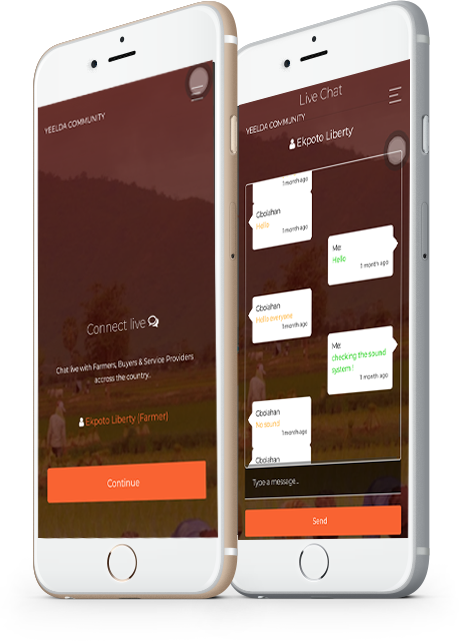 YEELDA COMMUNITY
Connect live
Chat live with Farmers, Buyers & Service Providers
accross the country..
Ekpoto Liberty (Farmer)
Continue
Live Chat
YEELDA COMMUNITY
Ekpoto Liberty
1 month ago
Gbolahan
Hello
1 month ago
Me:
Hello
1 month ago
Gbolahan
Hello everyone
1 month ago
Me:
checking the sound
system !
1 month ago
Gbolahan
No sound
1 month ago
Gbolahan
Type a message...
Send